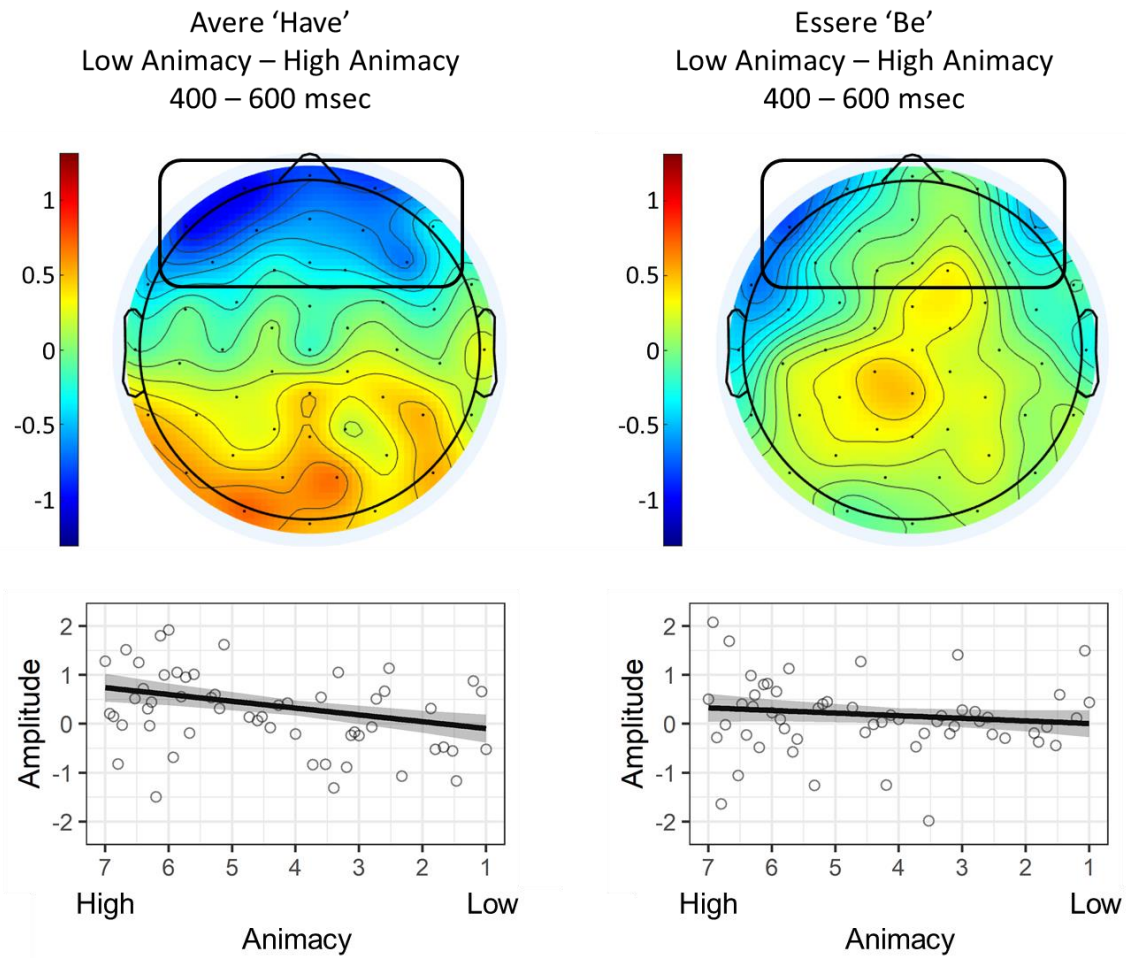 Avere ‘Have’
Low Animacy – High Animacy
400 – 600 msec
Essere ‘Be’
Low Animacy – High Animacy
400 – 600 msec
1
0.5
0
-0.5
-1
1
0.5
0
-0.5
-1
Amplitude
2
1
0
-1
-2
7 6 5 4 3 2 1
High Low
Animacy
Amplitude
2
1
0
-1
-2
7 6 5 4 3 2 1
High Low
Animacy